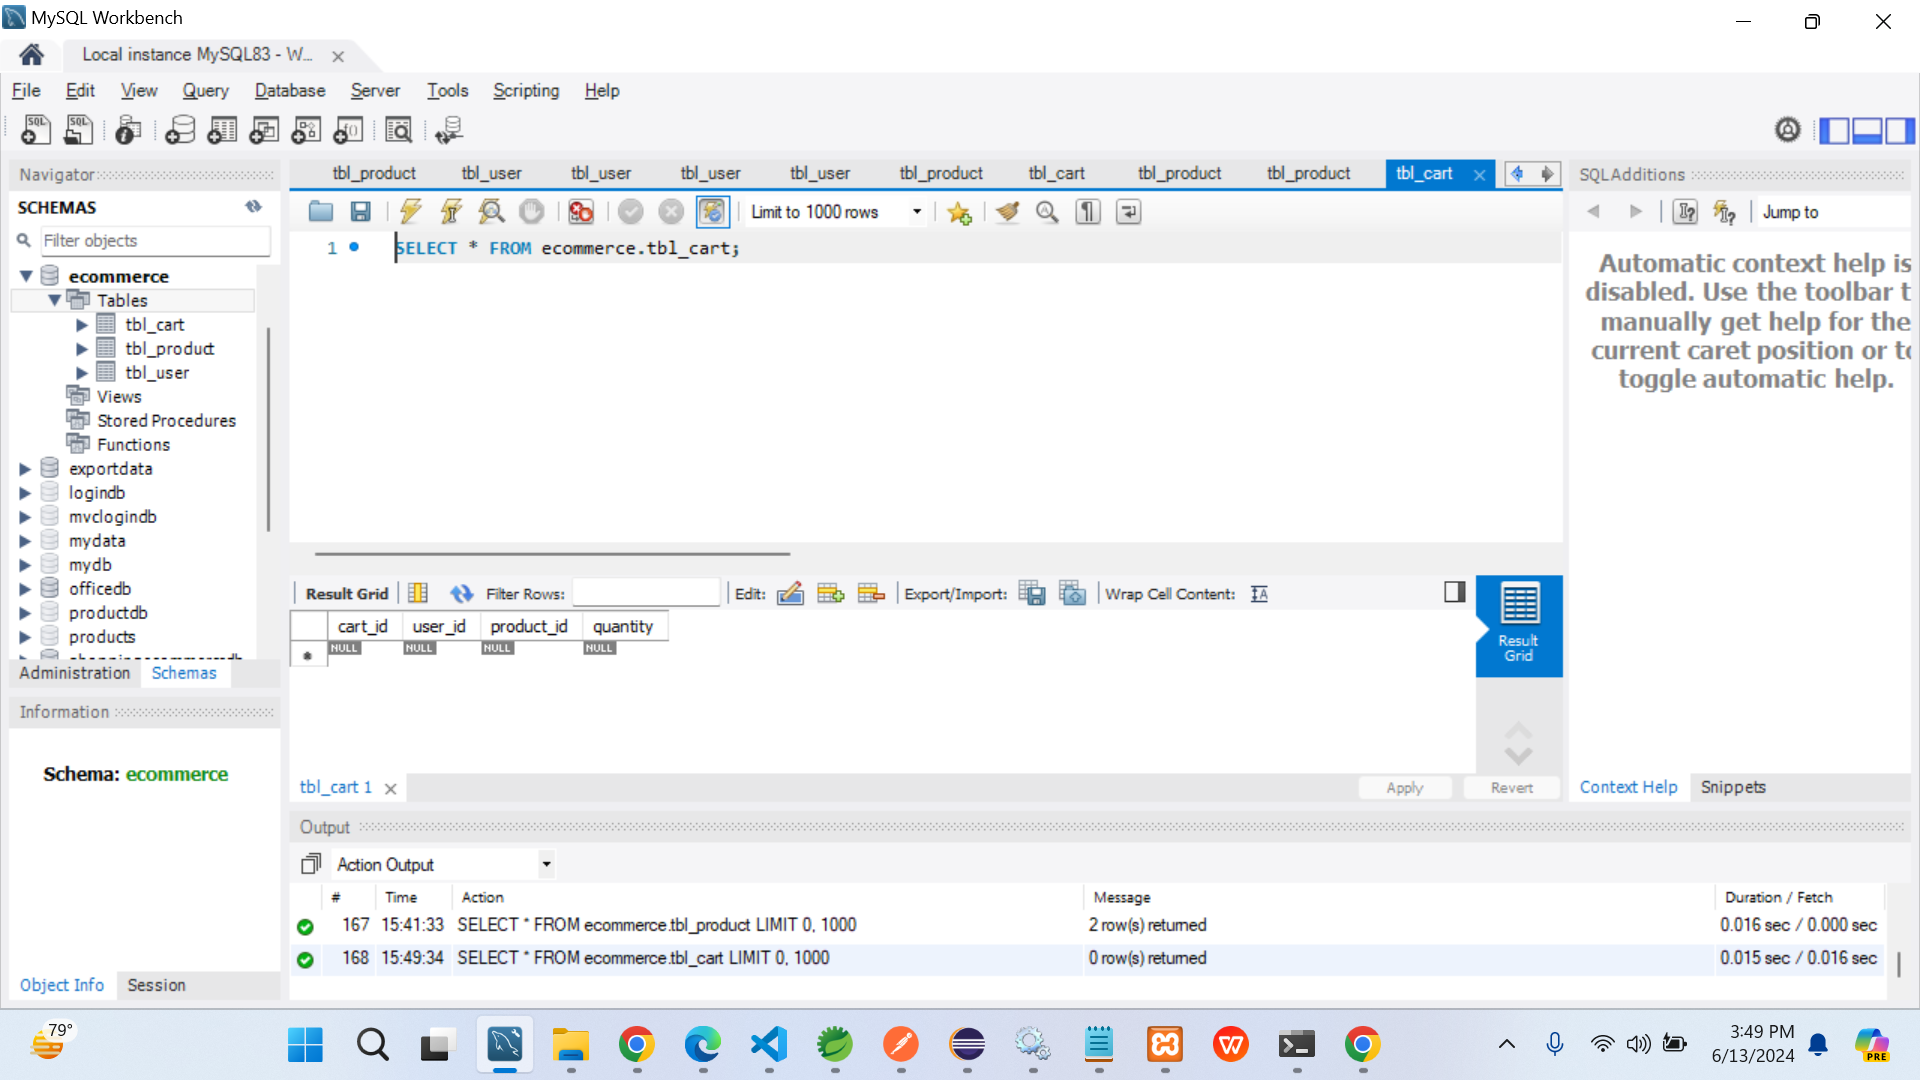 MySQL Workbench
Local instance MySQL83 - W...
File Edit View Query Database Server Tools Scripting Help
Navigator
SCHEMAS
Filter objects
ecommerce
Tables
tbl_cart
tbl_product
tbl_user
Views
Stored Procedures
Functions
exportdata
logindb
mvclogindb
mydata
mydb
officedb
productdb
products
Administration Schemas
Information
Schema: ecommerce
Object Info Session
tbl_product tbl_user tbl_user tbl_user tbl_user tbl_product tbl_cart tbl_product tbl_product tbl_cart
Limit to 1000 rows
1 SELECT * FROM ecommerce.tbl_cart;
Result Grid Filter Rows: Edit: Export/Import: Wrap Cell Content:
cart_id user_id product_id quantity
NULL NULL NULL NULL
Result
Grid
tbl_cart 1
Apply Revert
SQLAdditions
Jump to
Automatic context help is
disabled. Use the toolbar t
manually get help for the
current caret position or to
toggle automatic help.
Context Help Snippets
Output
Action Output
# Time Action Message Duration / Fetch
167 15:41:33 SELECT * FROM ecommerce.tbl_product LIMIT 0, 1000 2 row(s) returned 0.016 sec / 0.000 sec
168 15:49:34 SELECT * FROM ecommerce.tbl_cart LIMIT 0, 1000 0 row(s) returned 0.015 sec / 0.016 sec
79°
3:49 PM
6/13/2024
PRE